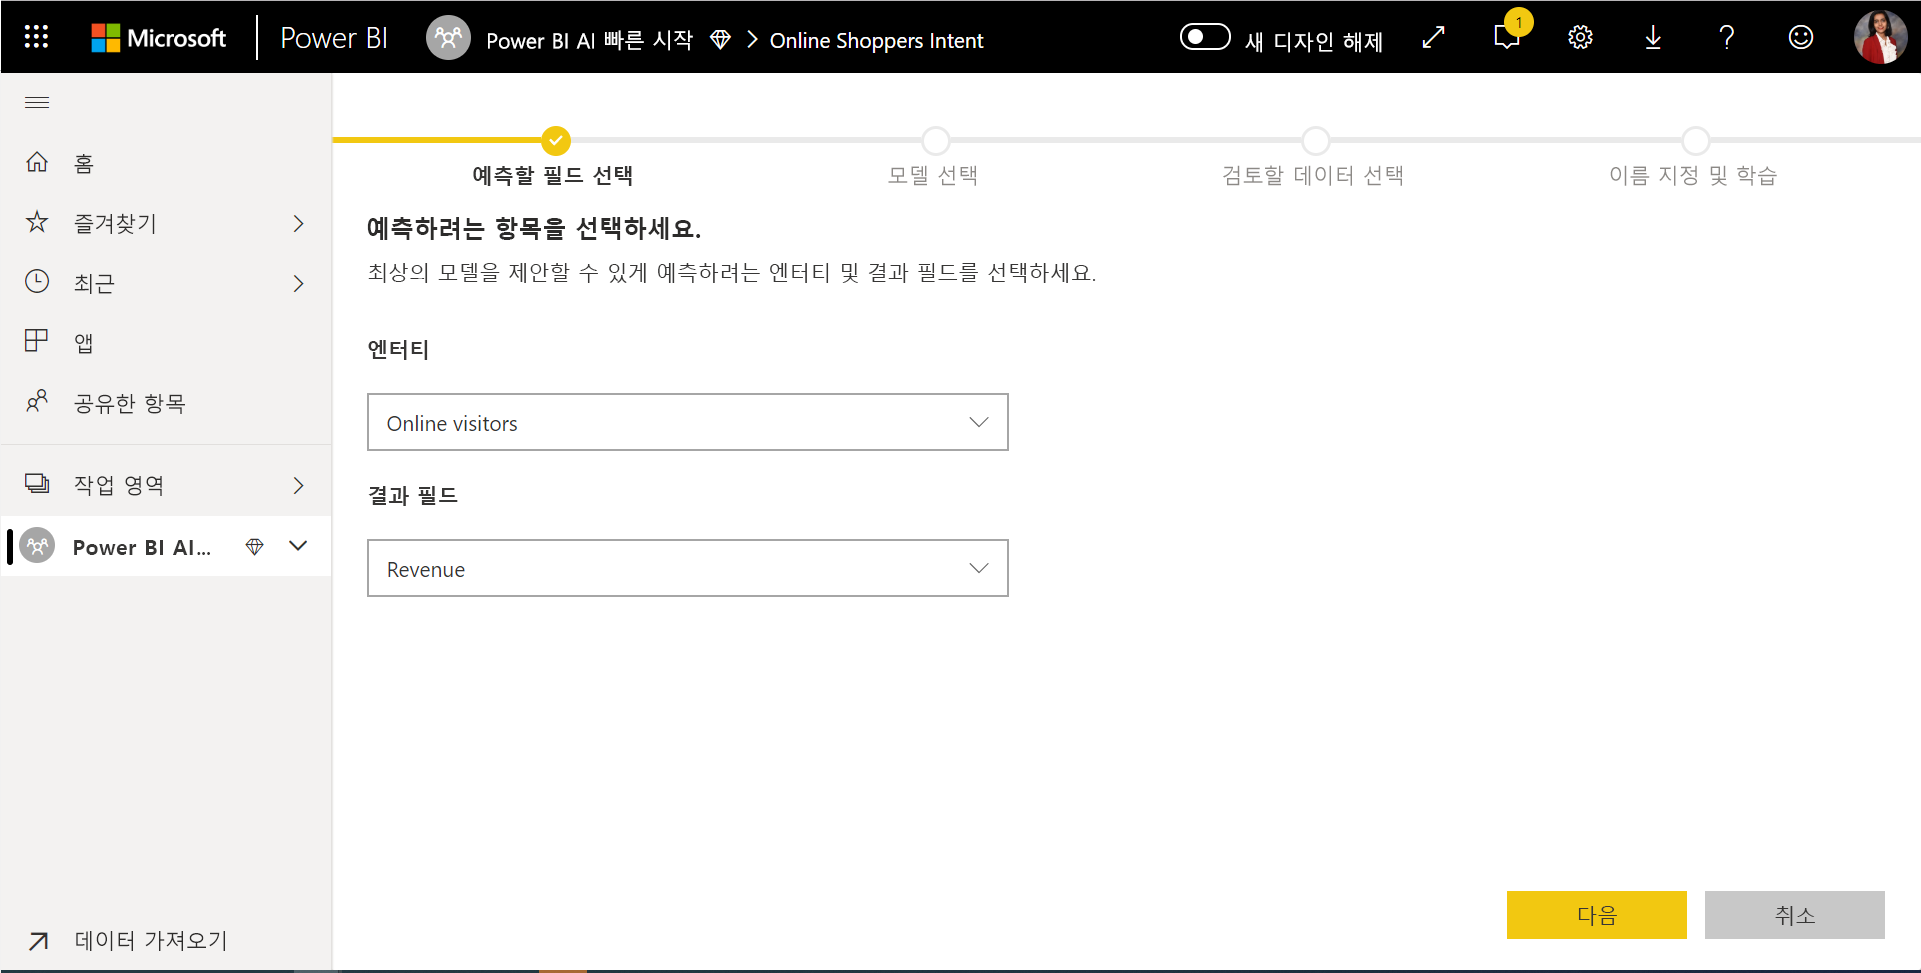 Microsoft
Power BI
Power BI AI 빠른 시작
Online Shoppers Intent
새 디자인 해제
1
홈
즐겨찾기
최근
앱
공유한 항목
작업 영역
Power BI AI...
데이터 가져오기
예측할 필드 선택
모델 선택
검토할 데이터 선택
이름 지정 및 학습
예측하려는 항목을 선택하세요.
최상의 모델을 제안할 수 있게 예측하려는 엔터티 및 결과 필드를 선택하세요.
엔터티
Online visitors
결과 필드
Revenue
다음
취소